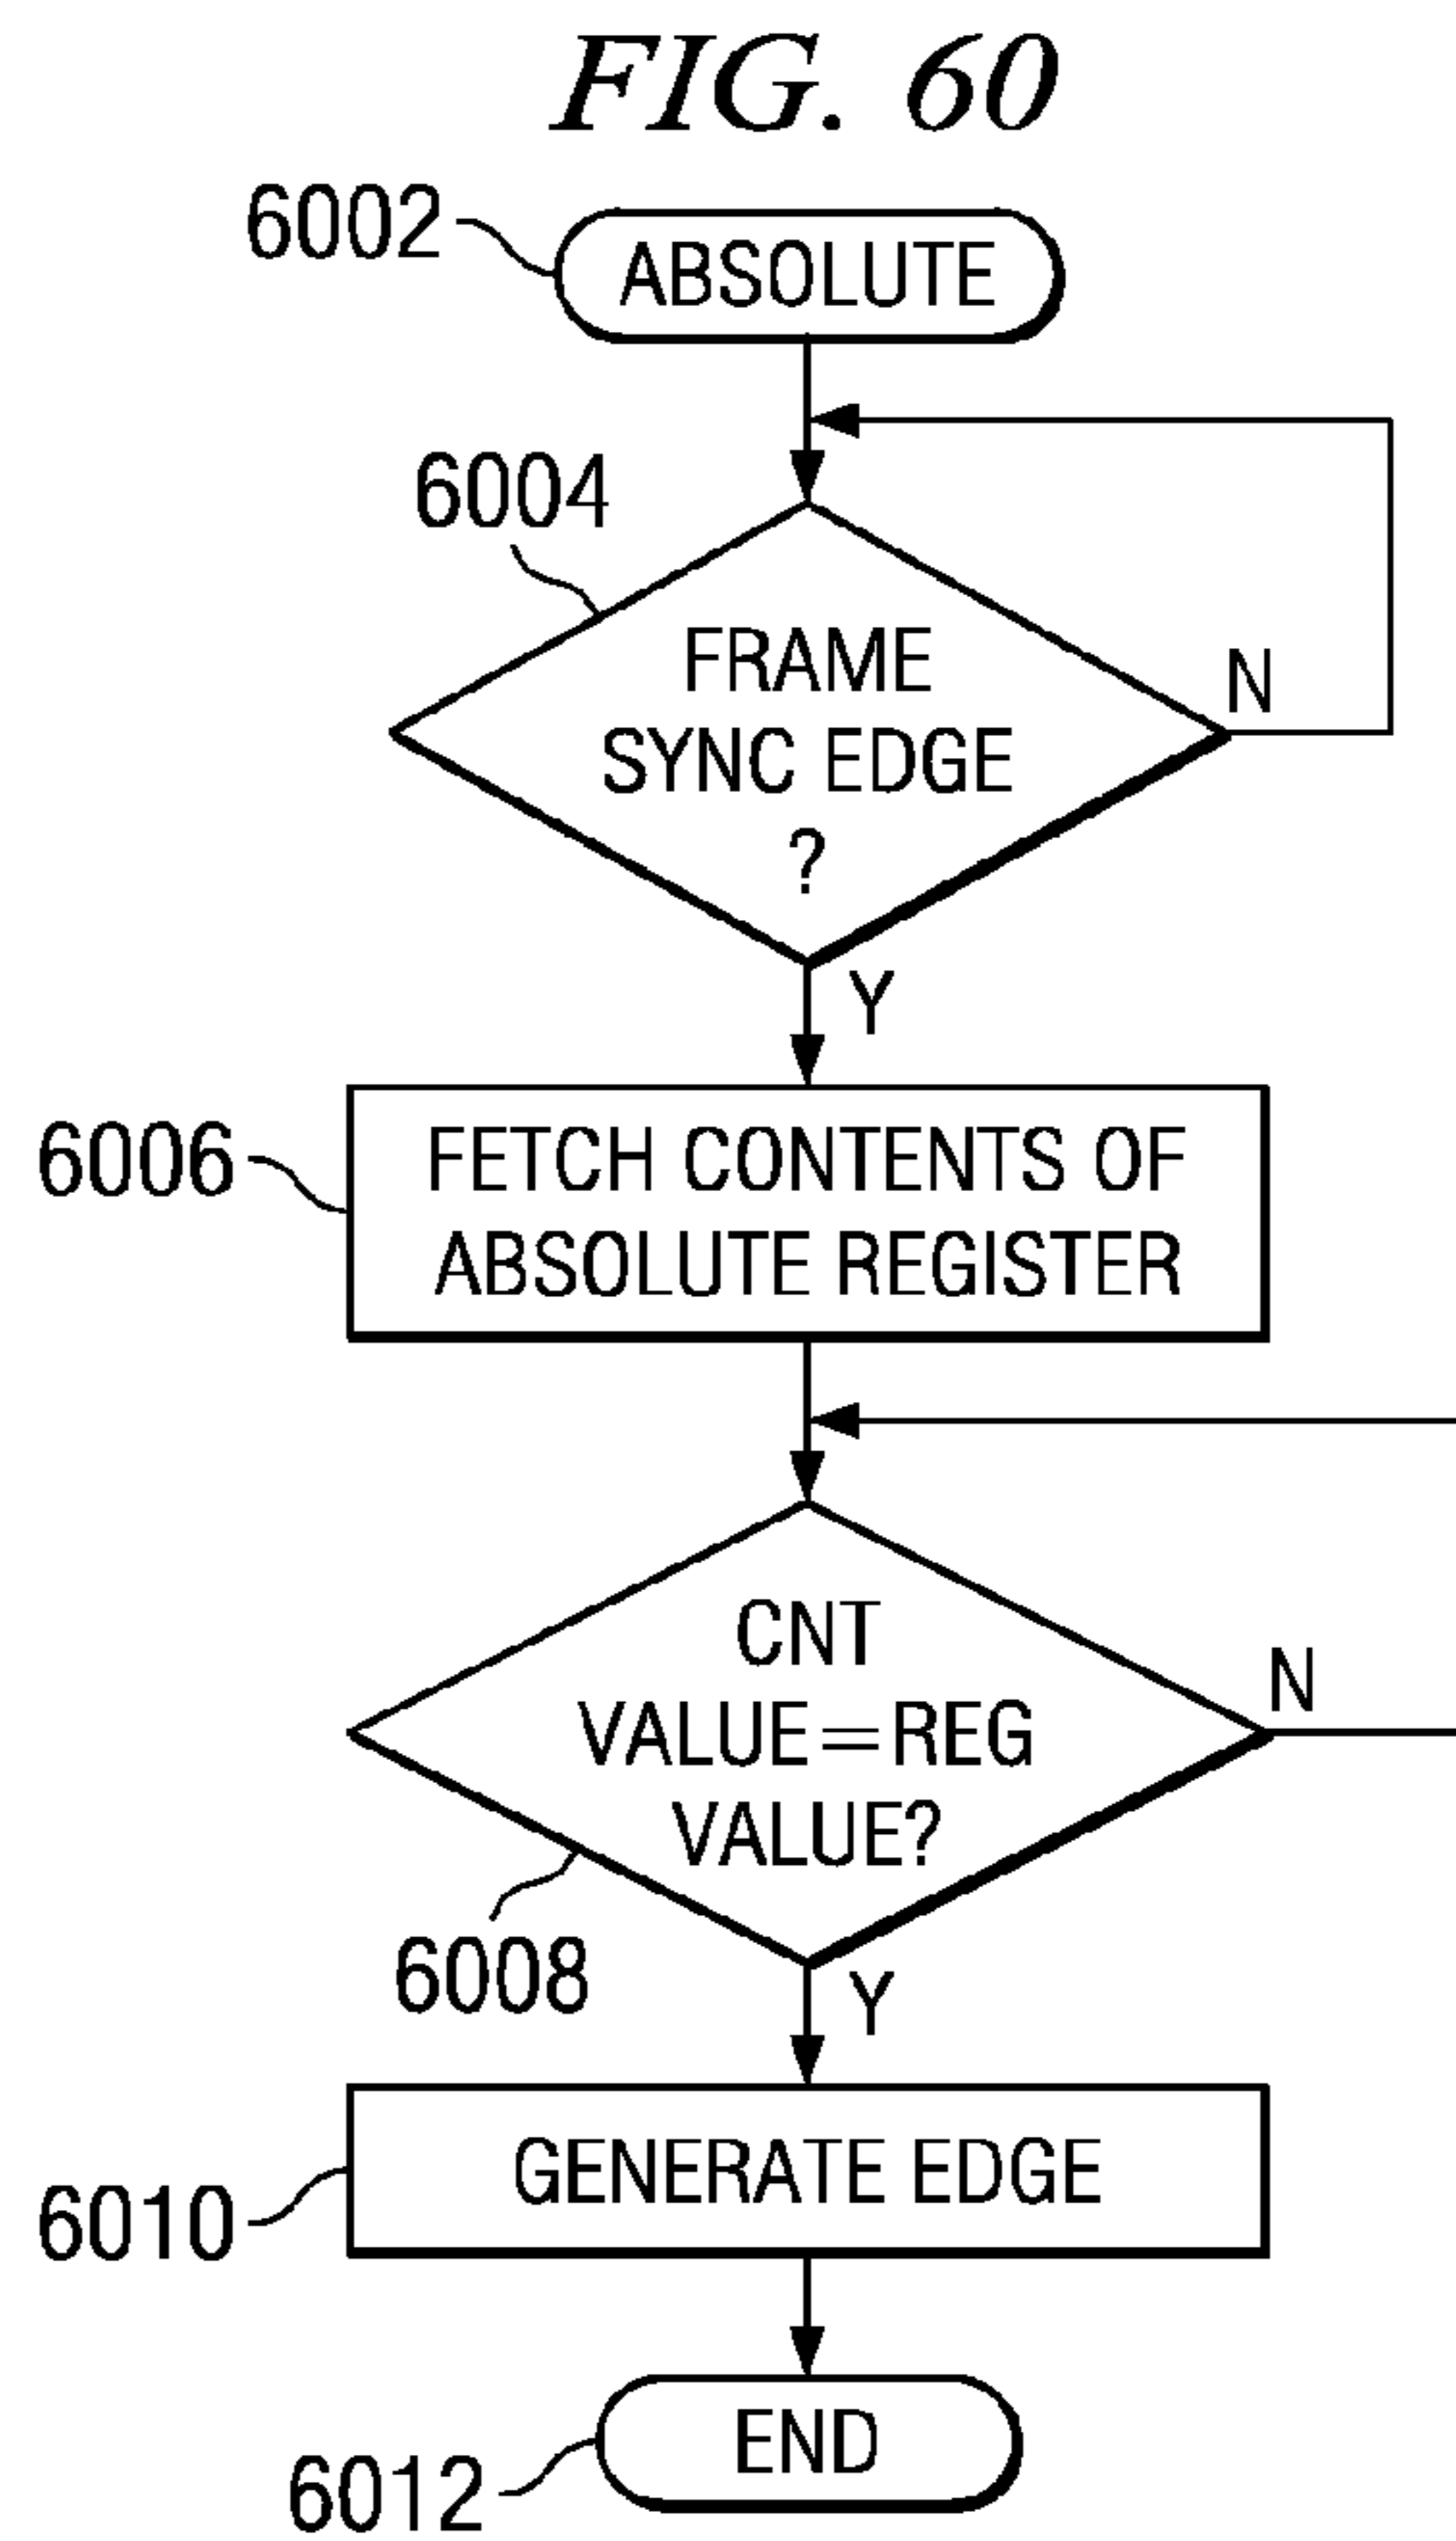 FIG. 60
6002
ABSOLUTE
6004
FRAME
SYNC EDGE
?
N
Y
6006
FETCH CONTENTS OF
ABSOLUTE REGISTER
CNT
VALUE=REG
VALUE?
N
6008
Y
GENERATE EDGE
6010
END
6012